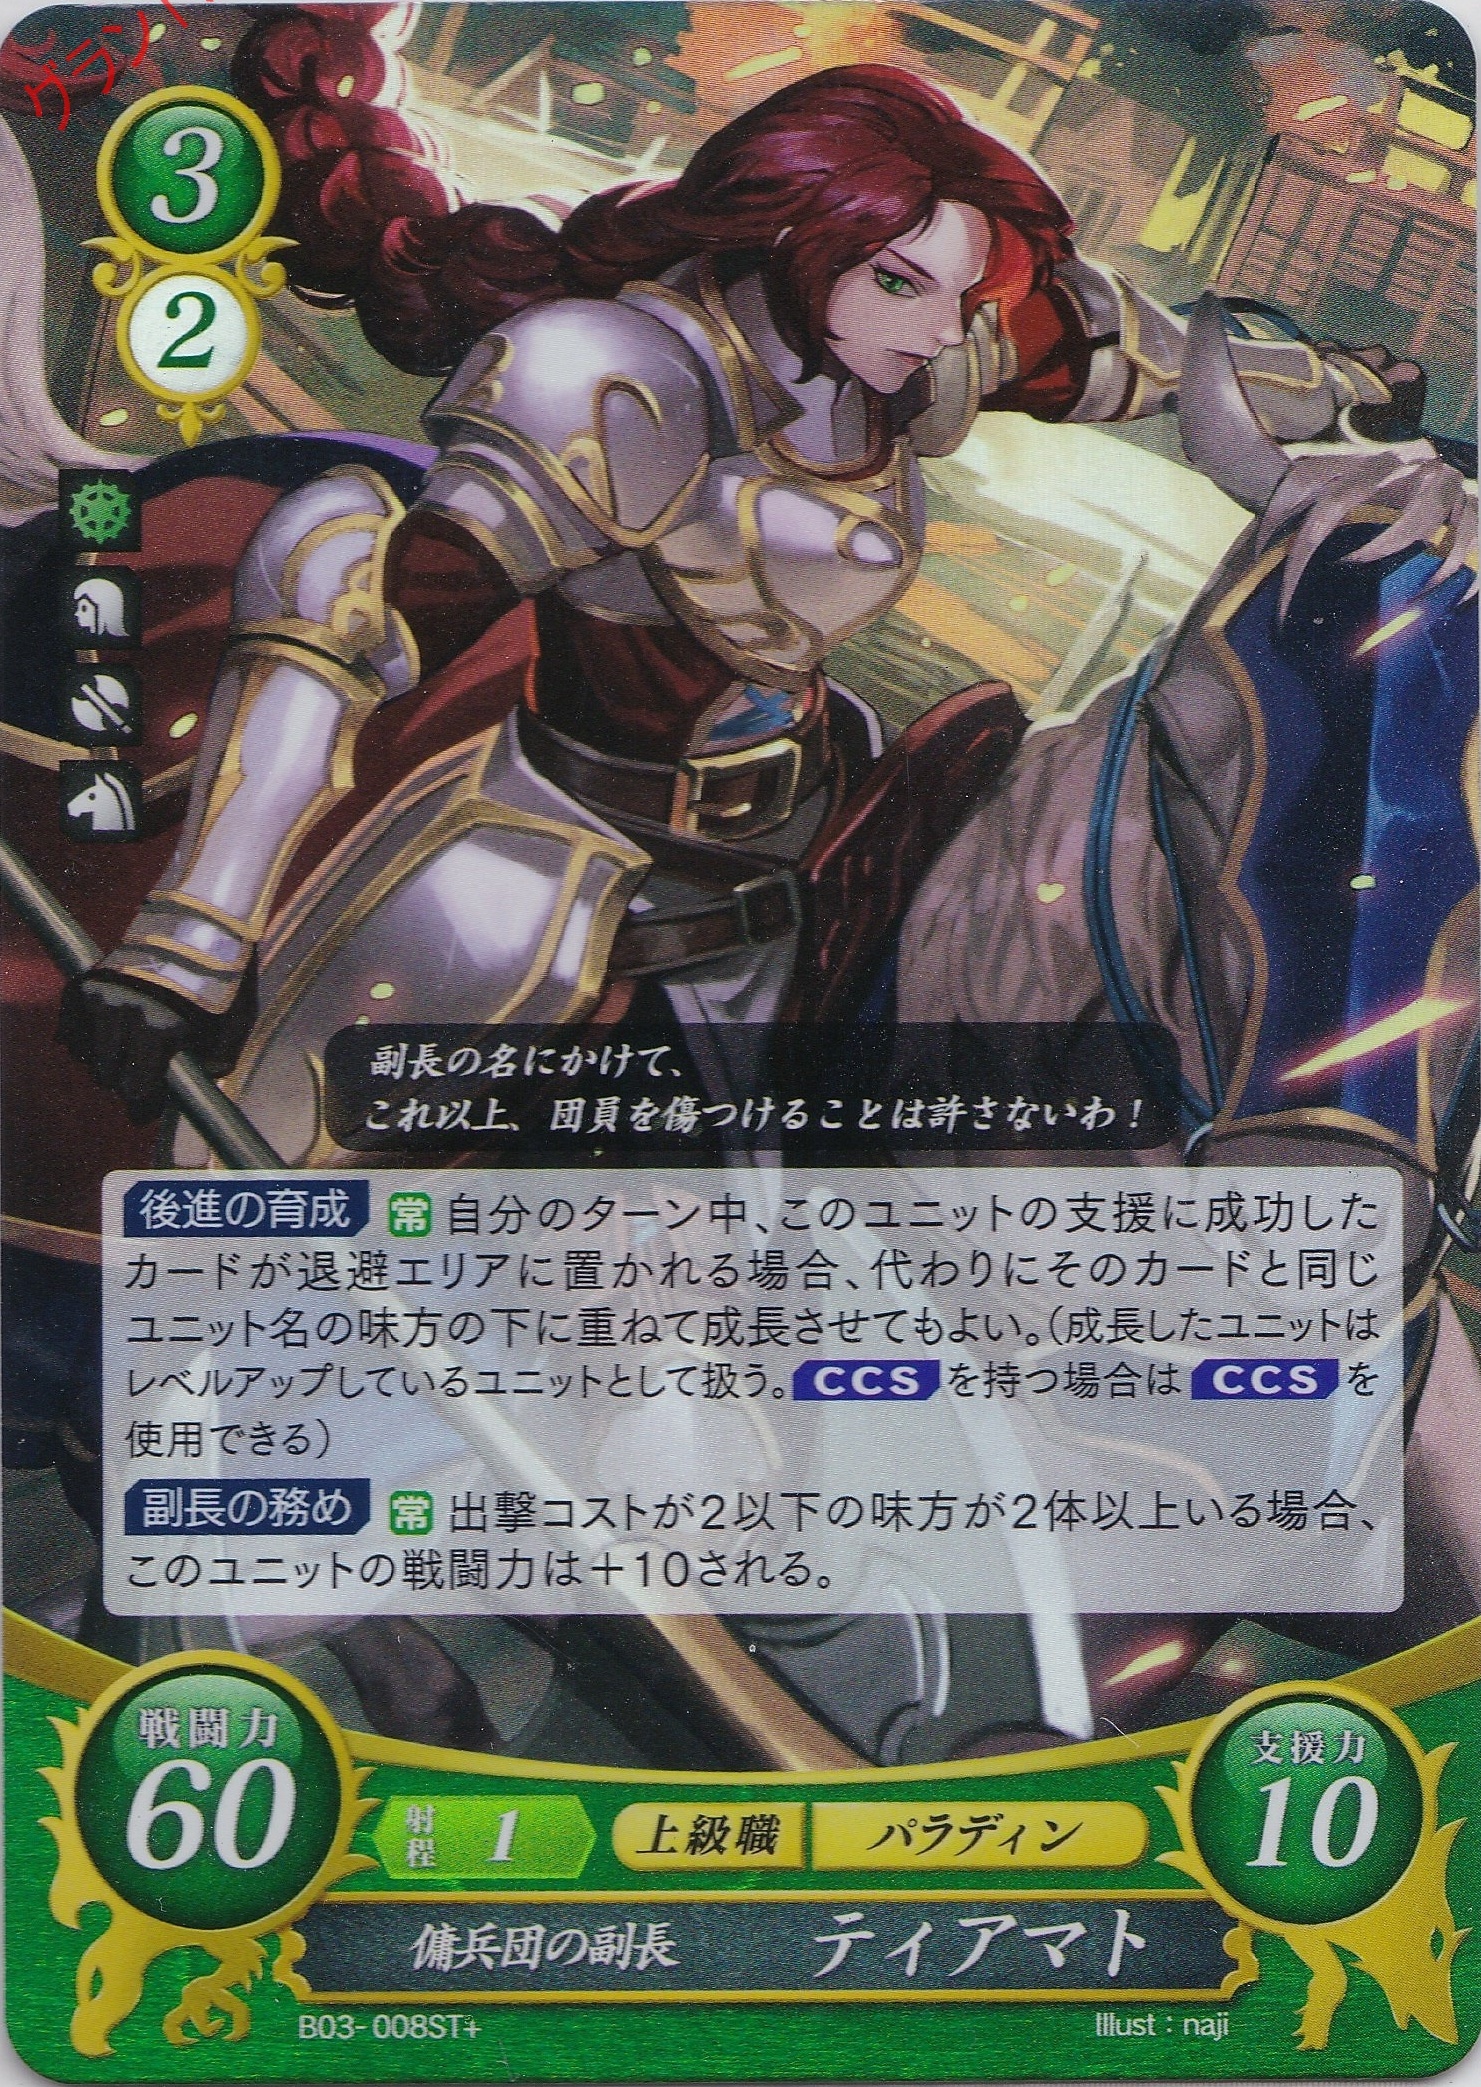 グラン
3
2
副長の名にかけて、
これ以上、団員を傷つけることは許さないわ！
後進の育成 常 自分のターン中、このユニットの支援に成功した
カードが退避エリアに置かれる場合、代わりにそのカードと同じ
ユニット名の味方の下に重ねて成長させてもよい。（成長したユニットは
レベルアップしているユニットとして扱う。CCSを持つ場合はCCSを
使用できる）
副長の務め 常 出撃コストが2以下の味方が2体以上いる場合、
このユニットの戦闘力は＋10される。
戦闘力
60
射程 1
上級職 パラディン
支援力
10
傭兵団の副長 ティアマト
B03-008ST+ Illust：naji